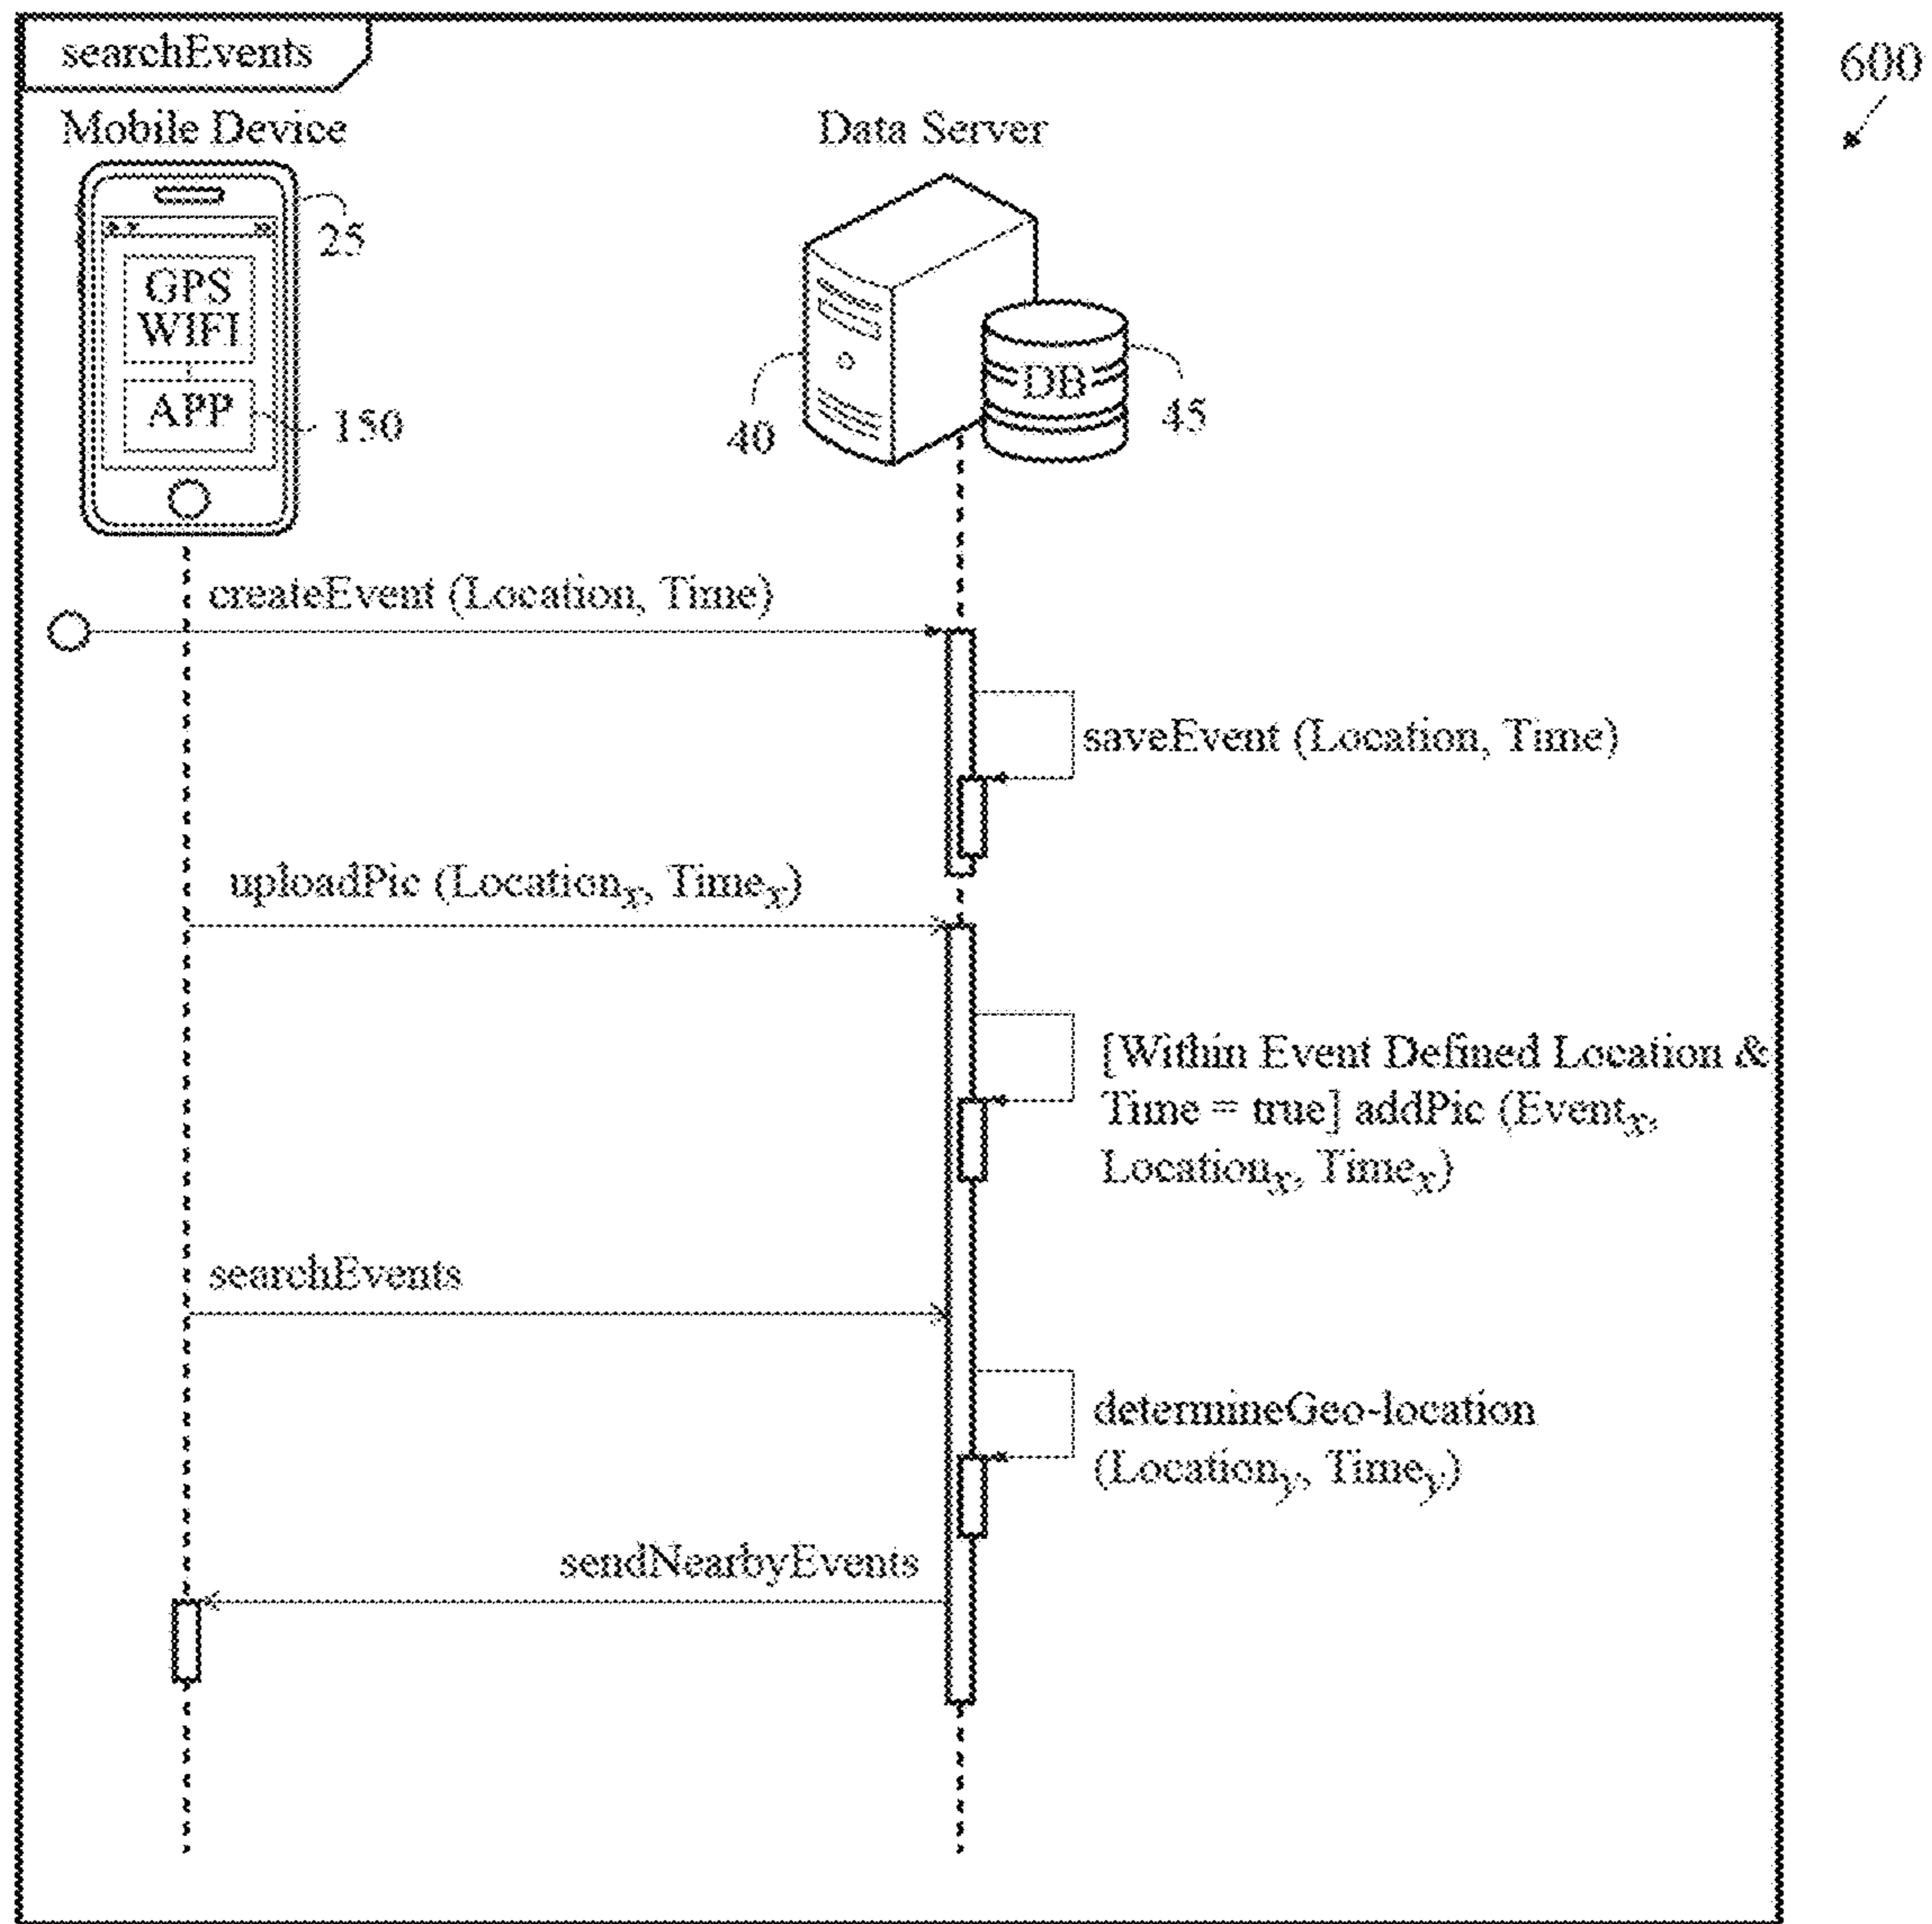 searchEvents
600
Mobile Device
Data Server
25
GPS
WIFI
APP
150
40
DB
45
createEvent (Location, Time)
saveEvent (Location, Time)
uploadPic (Locationₓ, Timeₓ)
[Within Event Defined Location &
Time = true] addPic (Eventₓ,
Locationₓ, Timeₓ)
searchEvents
determineGeo-location
(Locationy, Timey)
sendNearbyEvents